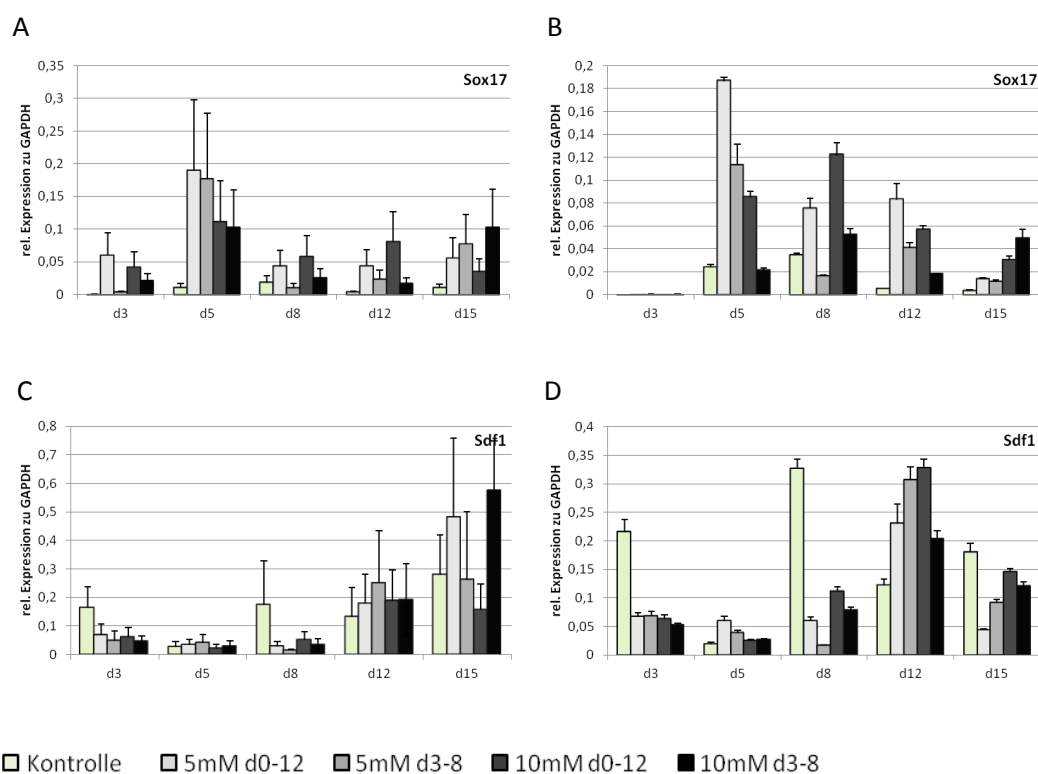 A
B
Sox17
Sox17
rel. Expression zu GAPDH
0,35
0,3
0,25
0,2
0,15
0,1
0,05
0
d3 d5 d8 d12 d15
rel. Expression zu GAPDH
0,2
0,18
0,16
0,14
0,12
0,1
0,08
0,06
0,04
0,02
0
d3 d5 d8 d12 d15
C
D
Sdf1
Sdf1
rel. Expression zu GAPDH
0,8
0,7
0,6
0,5
0,4
0,3
0,2
0,1
0
d3 d5 d8 d12 d15
rel. Expression zu GAPDH
0,4
0,35
0,3
0,25
0,2
0,15
0,1
0,05
0
d3 d5 d8 d12 d15
Kontrolle 5mM d0-12 5mM d3-8 10mM d0-12 10mM d3-8